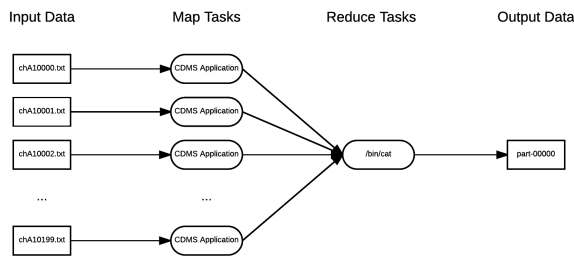 Input Data Map Tasks Reduce Tasks Output Data
chA10000.txt CDMS Application
chA10001.txt CDMS Application
chA10002.txt CDMS Application /bin/cat part-00000
... ...
chA10199.txt CDMS Application